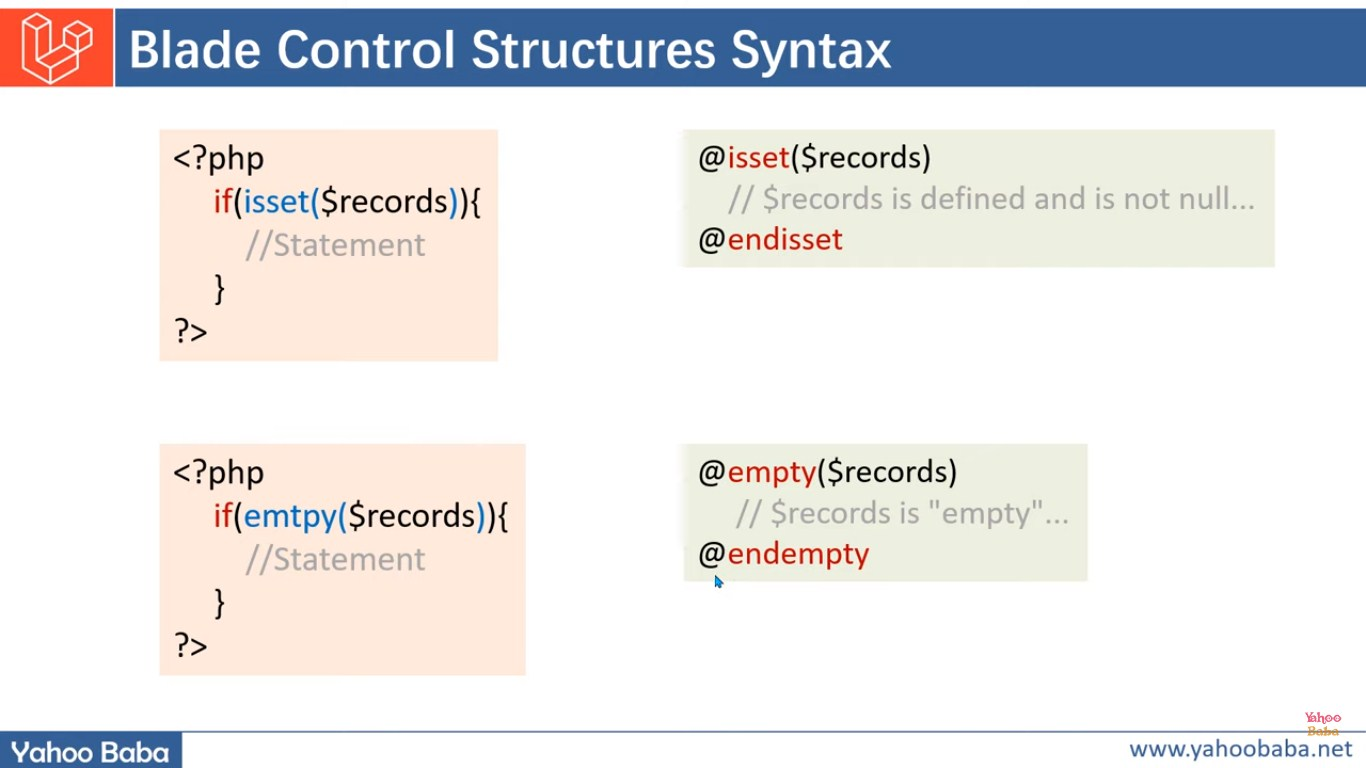 Blade Control Structures Syntax
<?php
if(isset($records)){
//Statement
}
?>
@isset($records)
// $records is defined and is not null...
@endisset
<?php
if(emtpy($records)){
//Statement
}
?>
@empty($records)
// $records is "empty"...
@endempty
Yahoo
Baba
Yahoo Baba
www.yahoobaba.net